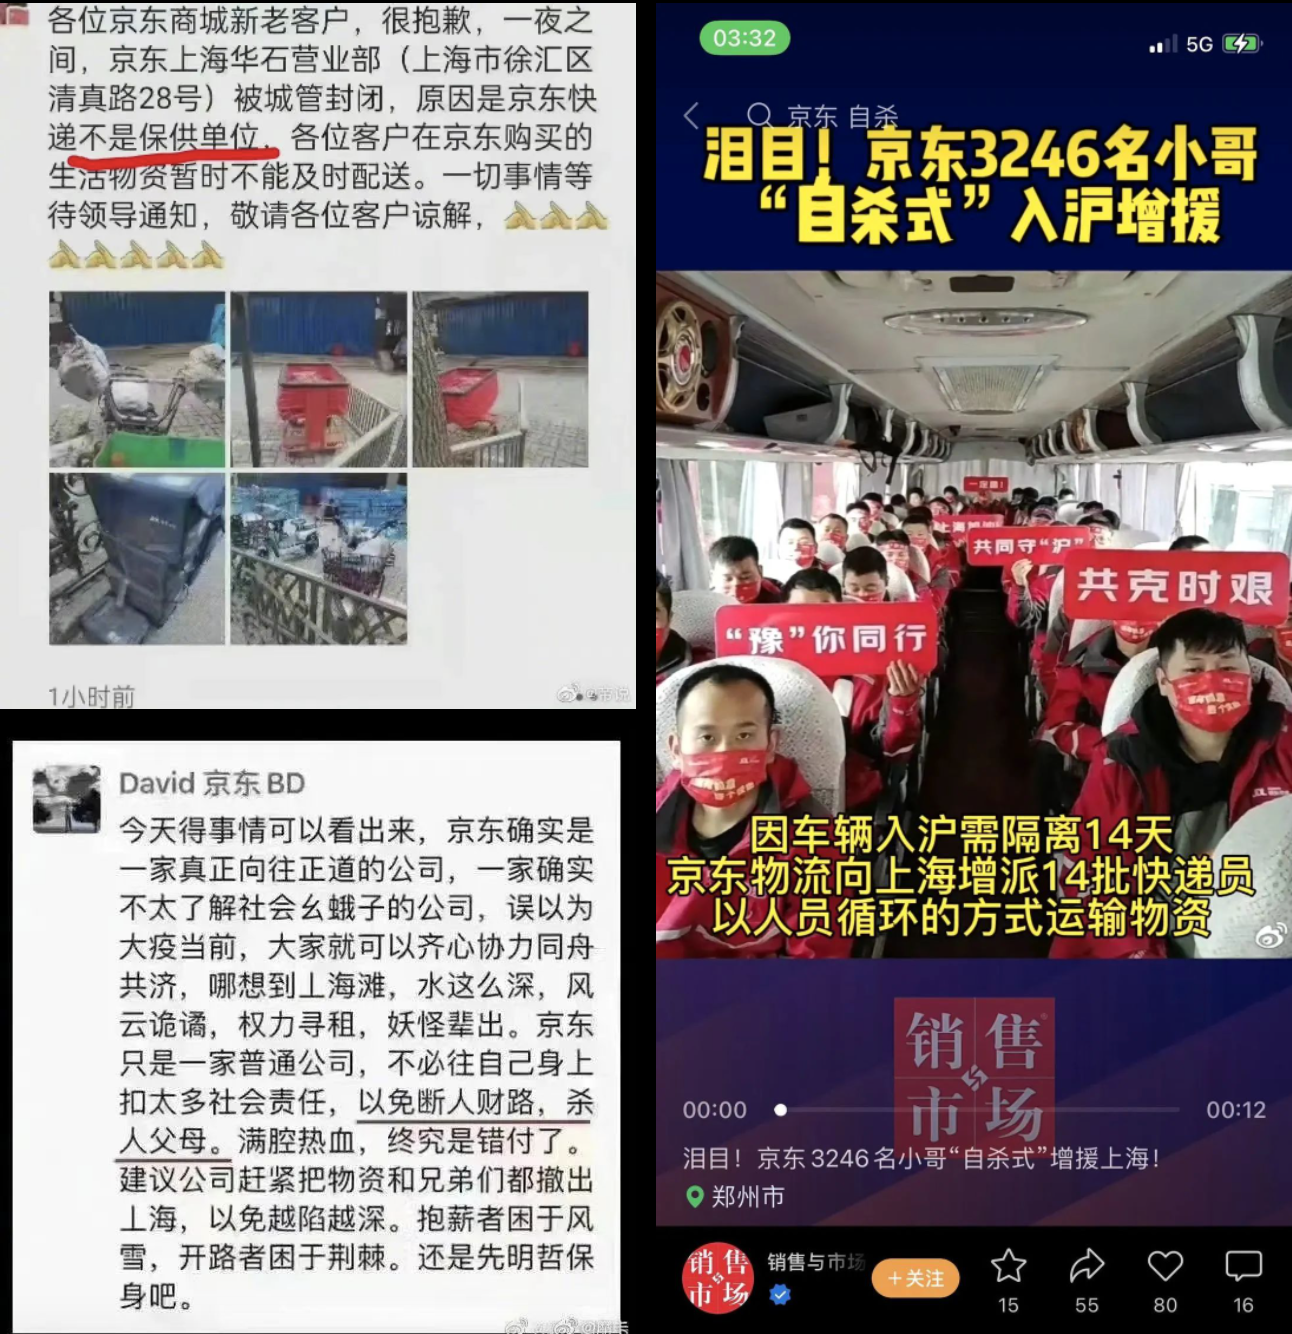 各位京东商城新老客户，很抱歉，一夜之
间，京东上海华石营业部（上海市徐汇区
清真路28号）被城管封闭，原因是京东快
递不是保供单位，各位客户在京东购买的
生活物资暂时不能及时配送。一切事情等
待领导通知，敬请各位客户谅解，
1小时前
David 京东BD
今天得事情可以看出来，京东确实是
一家真正向往正道的公司，一家确实
不太了解社会幺蛾子的公司，误以为
大疫当前，大家就可以齐心协力同舟
共济，哪想到上海滩，水这么深，风
云诡谲，权力寻租，妖怪辈出。京东
只是一家普通公司，不必往自己身上
扣太多社会责任，以免断人财路，杀
人父母。满腔热血，终究是错付了。
建议公司赶紧把物资和兄弟们都撤出
上海，以免越陷越深。抱薪者困于风
雪，开路者困于荆棘。还是先明哲保
身吧。
03:32
5G
京东 自杀
泪目！京东3246名小哥
“自杀式”入沪增援
一定赢！
上海加油
共同守“沪”
共克时艰
“豫”你同行
因车辆入沪需隔离14天
京东物流向上海增派14批快递员
以人员循环的方式运输物资
销售
市场
00:00
00:12
泪目！京东3246名小哥“自杀式”增援上海！
郑州市
销售
市场
销售与市场
+关注
15
55
80
16